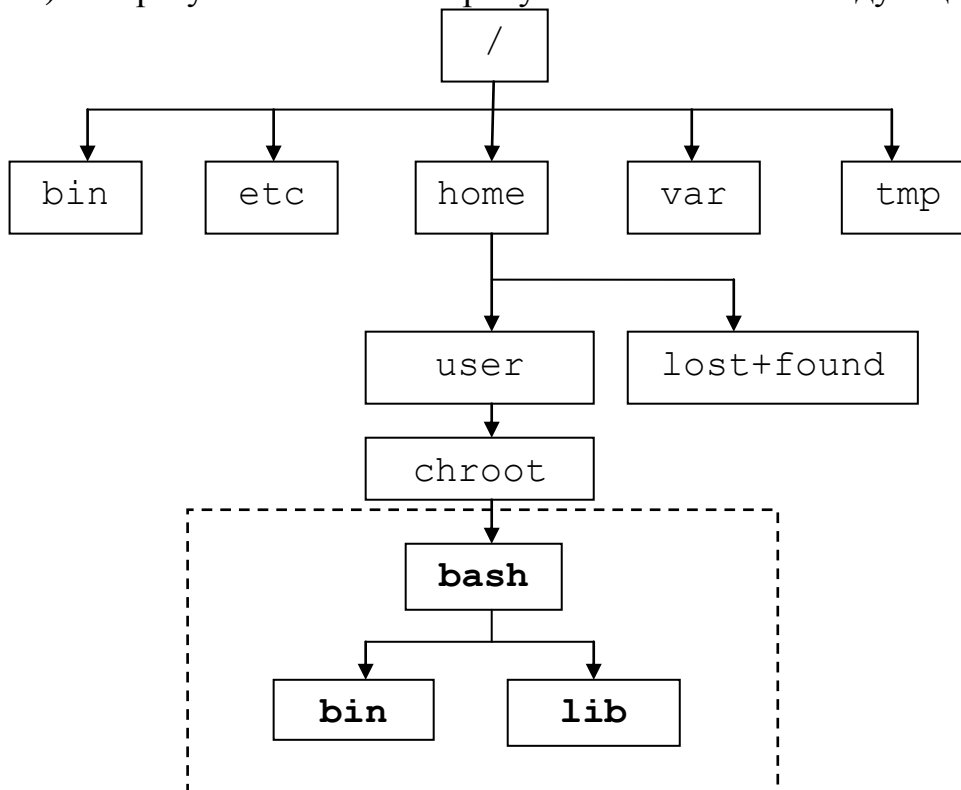 /
bin etc home var tmp
user lost+found
chroot
bash
bin lib